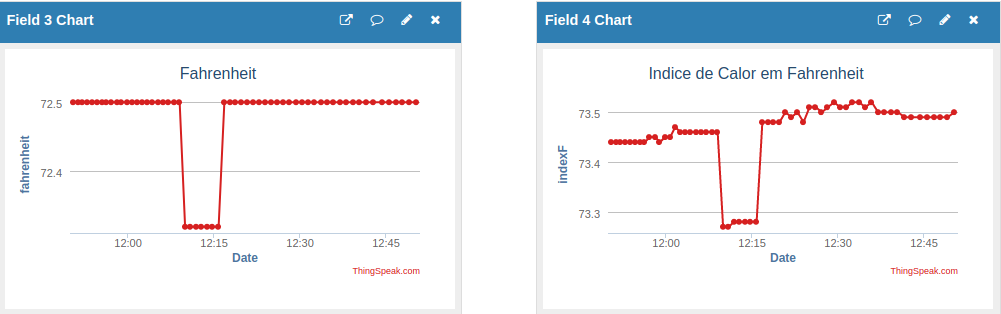 Field 3 Chart
Fahrenheit
72.5
72.4
fahrenheit
12:00 12:15 12:30 12:45
Date
ThingSpeak.com
Field 4 Chart
Indice de Calor em Fahrenheit
73.5
73.4
73.3
indexF
12:00 12:15 12:30 12:45
Date
ThingSpeak.com